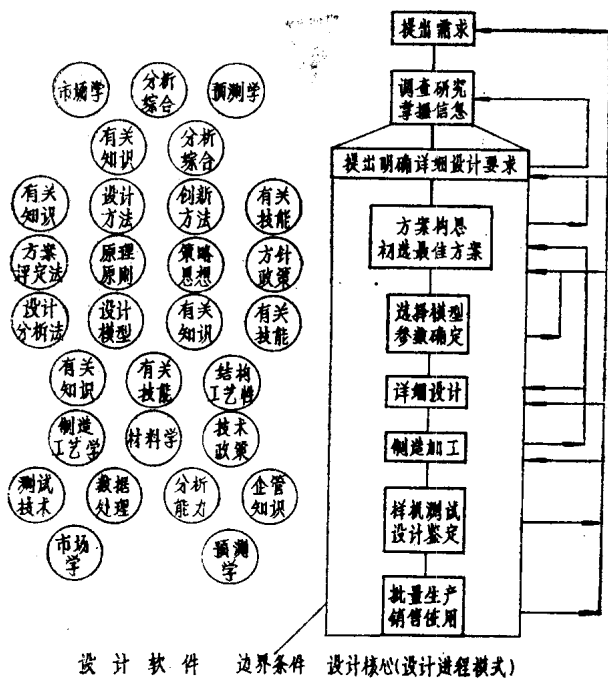 市场学
分析
综合
预测学
有关
知识
分析
综合
有关
知识
设计
方法
创新
方法
有关
技能
方案
评定法
原理
原则
策略
思想
方针
政策
设计
分析法
设计
模型
有关
知识
有关
技能
有关
知识
有关
技能
结构
工艺性
制造
工艺学
材料学
技术
政策
测试
技术
数据
处理
分析
能力
企管
知识
市场
学
预测
学
提出需求
调查研究
掌握信息
提出明确详细设计要求
方案构思
初选最佳方案
选择模型
参数确定
详细设计
制造加工
样机测试
设计鉴定
批量生产
销售使用
设计软件 边界条件 设计核心(设计进程模式)